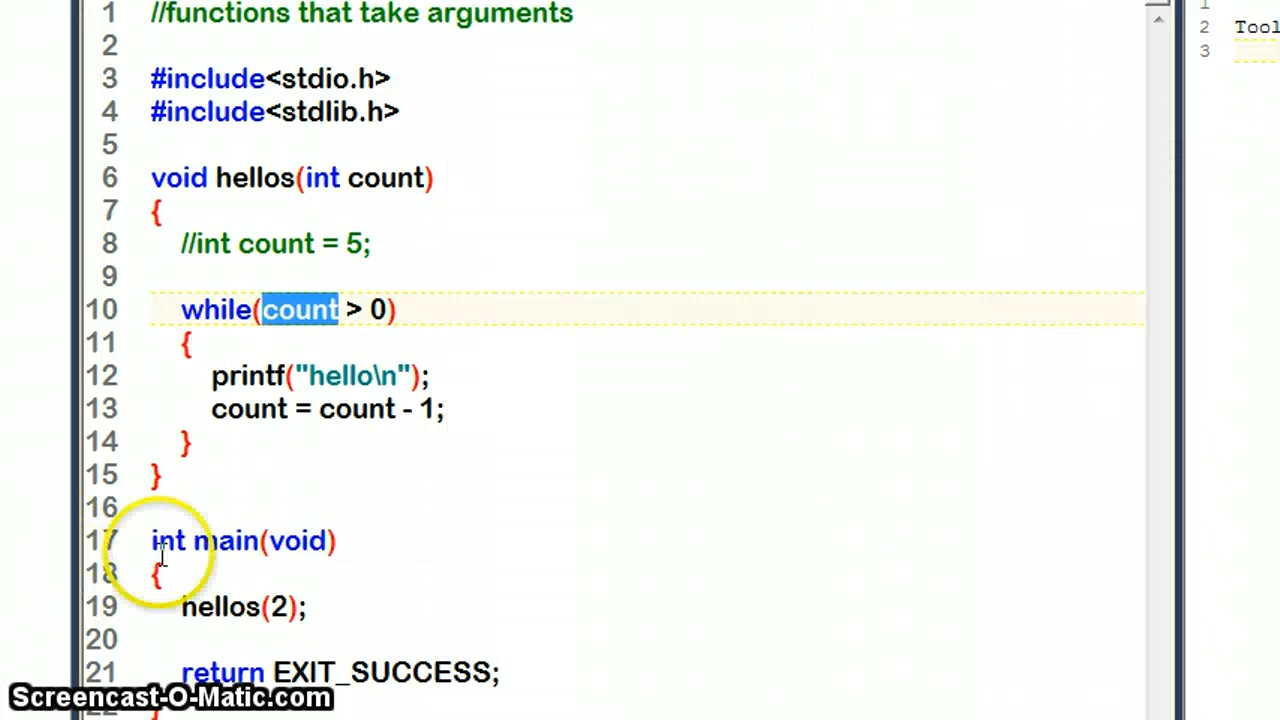 1 //functions that take arguments
2
3 #include<stdio.h>
4 #include<stdlib.h>
5
6 void hellos(int count)
7 {
8 //int count = 5;
9
10 while(count > 0)
11 {
12 printf("hello\n");
13 count = count - 1;
14 }
15 }
16
17 int main(void)
18 {
19 hellos(2);
20
21 return EXIT_SUCCESS;
22 }
1
2 Tool
3
Screencast-O-Matic.com